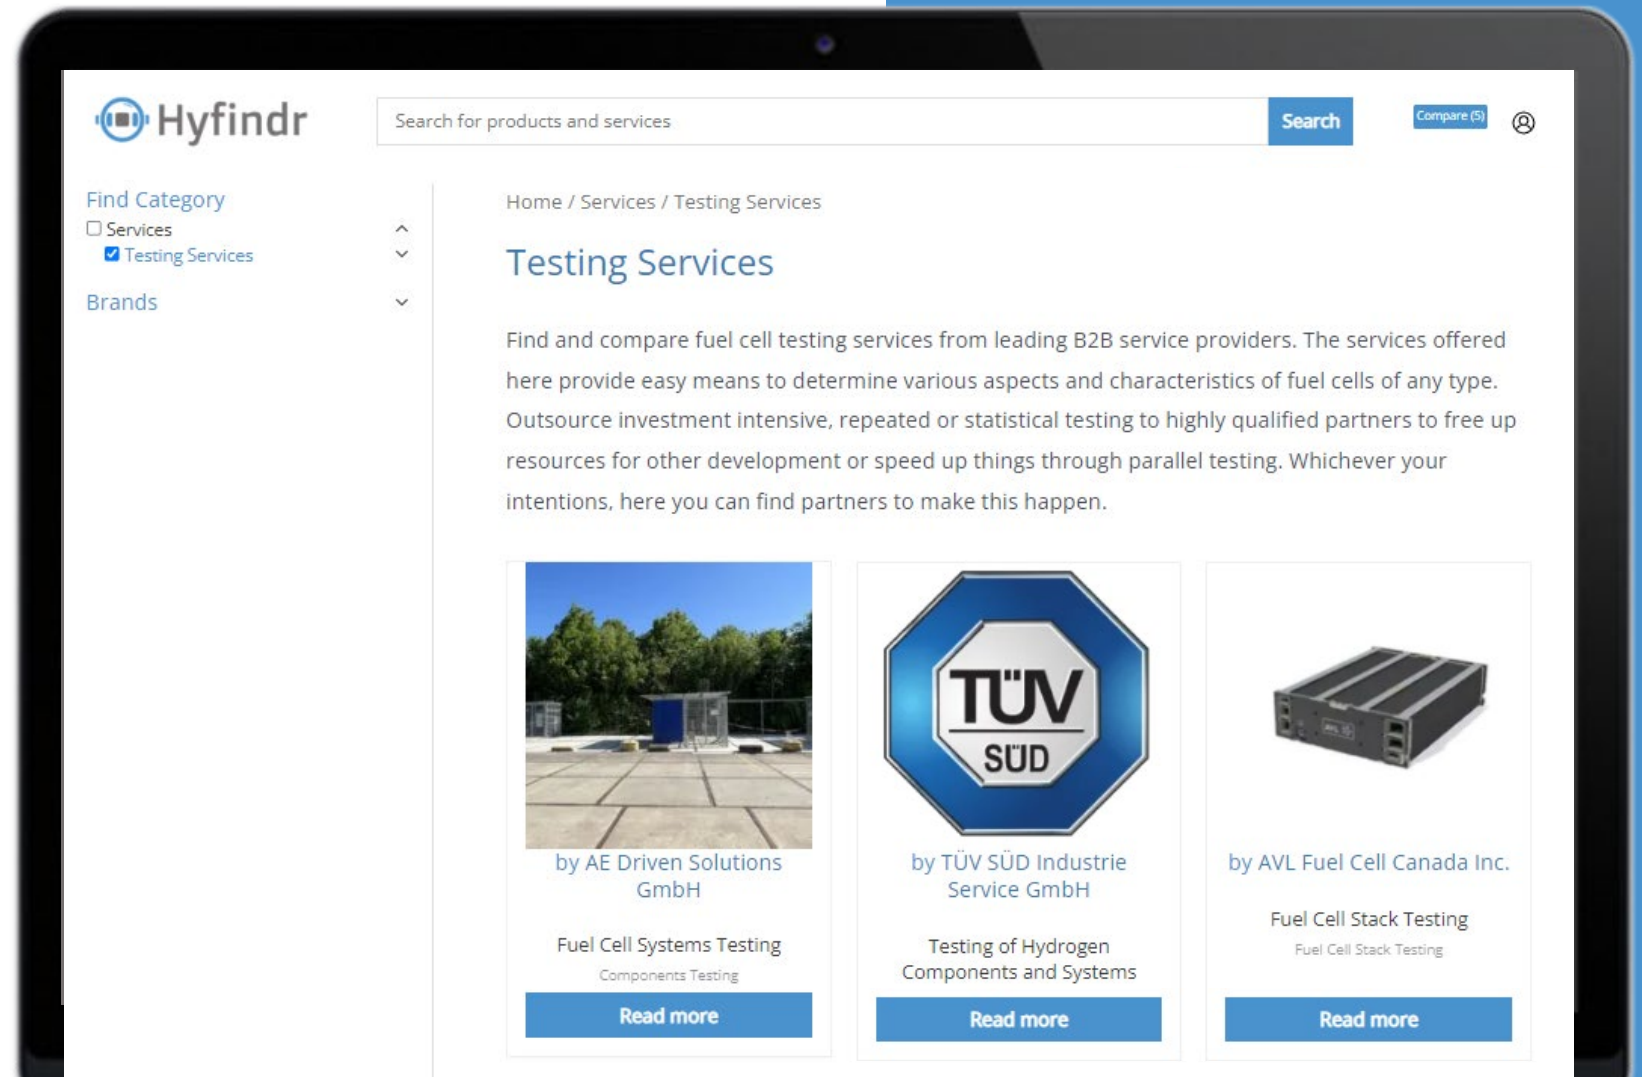 Hyfindr
Search for products and services
Search
Compare (5)
Find Category
Services
Testing Services
Brands
Home / Services / Testing Services
Testing Services
Find and compare fuel cell testing services from leading B2B service providers. The services offered
here provide easy means to determine various aspects and characteristics of fuel cells of any type.
Outsource investment intensive, repeated or statistical testing to highly qualified partners to free up
resources for other development or speed up things through parallel testing. Whichever your
intentions, here you can find partners to make this happen.
by AE Driven Solutions
GmbH
Fuel Cell Systems Testing
Components Testing
Read more
TÜV
SÜD
by TÜV SÜD Industrie
Service GmbH
Testing of Hydrogen
Components and Systems
Read more
AVL
by AVL Fuel Cell Canada Inc.
Fuel Cell Stack Testing
Fuel Cell Stack Testing
Read more